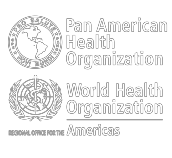 Pan American
Health
Organization
World Health
Organization
REGIONAL OFFICE FOR THE Americas